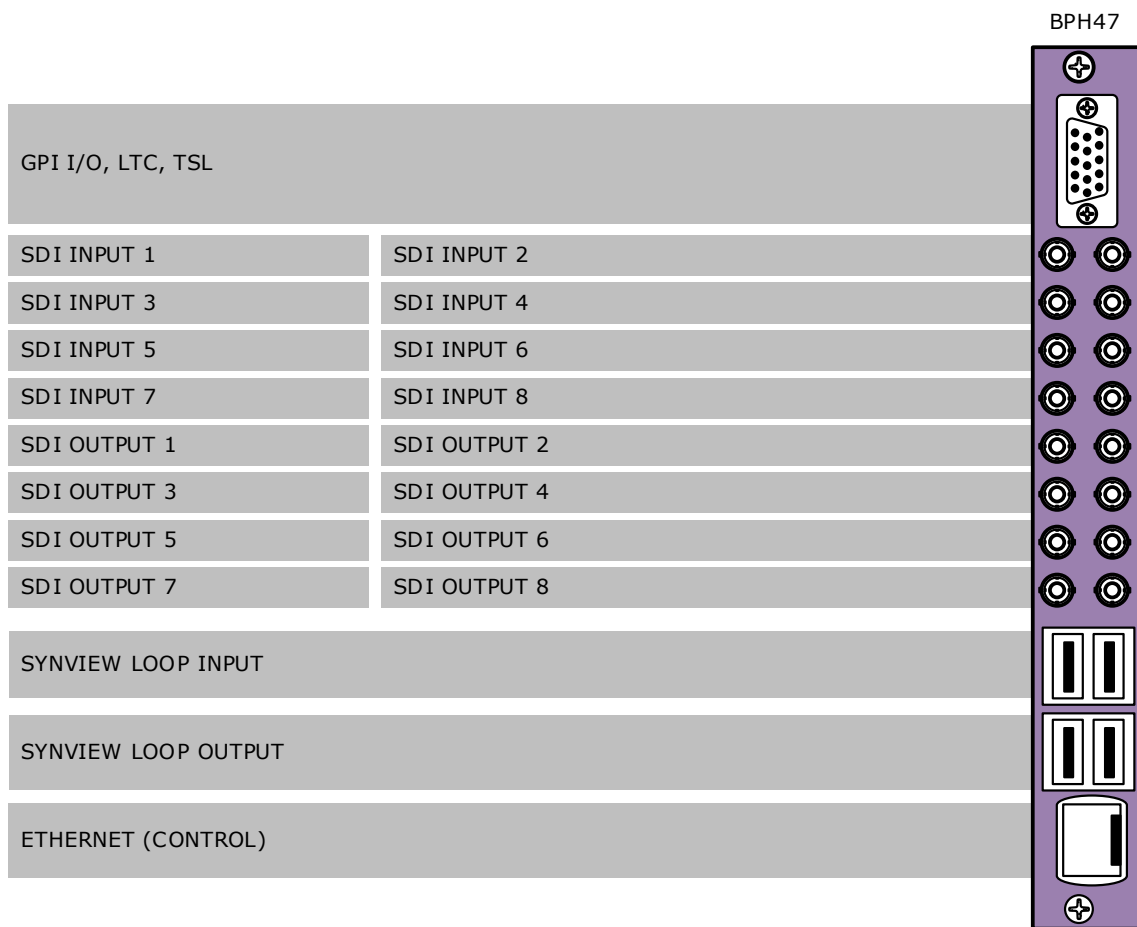 BPH47
GPI I/O, LTC, TSL
SDI INPUT 1 SDI INPUT 2
SDI INPUT 3 SDI INPUT 4
SDI INPUT 5 SDI INPUT 6
SDI INPUT 7 SDI INPUT 8
SDI OUTPUT 1 SDI OUTPUT 2
SDI OUTPUT 3 SDI OUTPUT 4
SDI OUTPUT 5 SDI OUTPUT 6
SDI OUTPUT 7 SDI OUTPUT 8
SYNVIEW LOOP INPUT
SYNVIEW LOOP OUTPUT
ETHERNET (CONTROL)